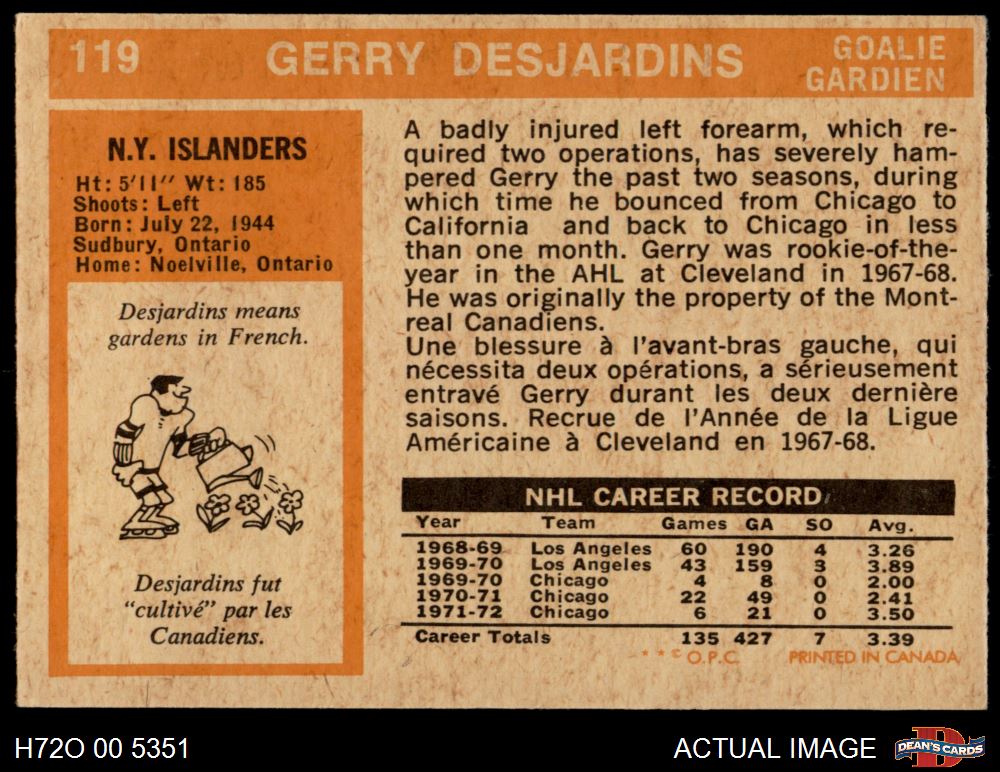 119 GERRY DESJARDINS GOALIE
GARDIEN
N.Y. ISLANDERS
Ht: 5'11" Wt: 185
Shoots: Left
Born: July 22, 1944
Sudbury, Ontario
Home: Noelville, Ontario
Desjardins means
gardens in French.
Desjardins fut
"cultivé" par les
Canadiens.
A badly injured left forearm, which re-
quired two operations, has severely ham-
pered Gerry the past two seasons, during
which time he bounced from Chicago to
California and back to Chicago in less
than one month. Gerry was rookie-of-the-
year in the AHL at Cleveland in 1967-68.
He was originally the property of the Mont-
real Canadiens.
Une blessure à l'avant-bras gauche, qui
nécessita deux opérations, a sérieusement
entravé Gerry durant les deux dernière
saisons. Recrue de l'Année de la Ligue
Américaine à Cleveland en 1967-68.
NHL CAREER RECORD
Year Team Games GA SO Avg.
1968-69 Los Angeles 60 190 4 3.26
1969-70 Los Angeles 43 159 3 3.89
1969-70 Chicago 4 8 0 2.00
1970-71 Chicago 22 49 0 2.41
1971-72 Chicago 6 21 0 3.50
Career Totals 135 427 7 3.39
* * © O.P.C. PRINTED IN CANADA
H72O 00 5351 ACTUAL IMAGE DEAN'S CARDS